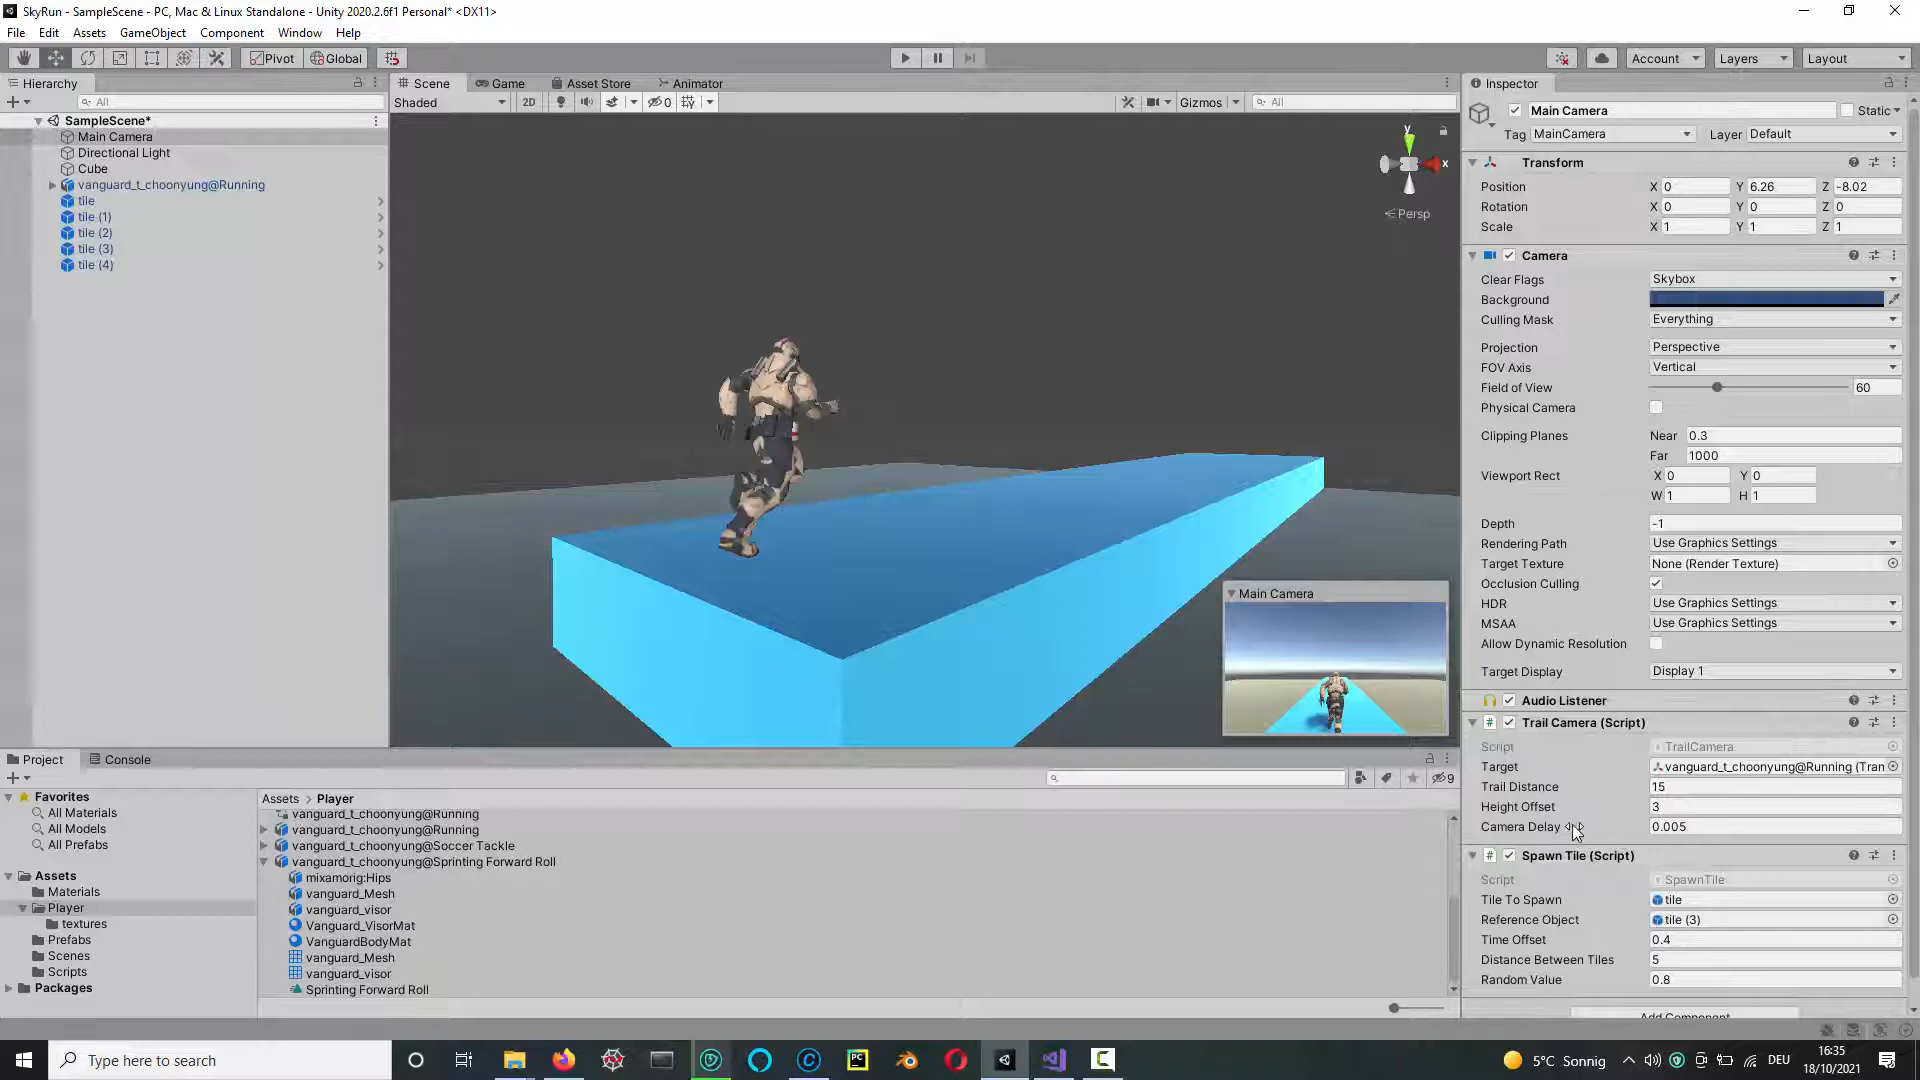 SkyRun - SampleScene - PC, Mac & Linux Standalone - Unity 2020.2.6f1 Personal* <DX11>
File Edit Assets GameObject Component Window Help
Pivot Global Account Layers Layout
Hierarchy
All
SampleScene*
Main Camera
Directional Light
Cube
vanguard_t_choonyung@Running
tile
tile (1)
tile (2)
tile (3)
tile (4)
Scene Game Asset Store Animator
Shaded 2D 0 Gizmos All
y
x
Persp
Main Camera
Inspector
Main Camera Static
Tag MainCamera Layer Default
Transform
Position X 0 Y 6.26 Z -8.02
Rotation X 0 Y 0 Z 0
Scale X 1 Y 1 Z 1
Camera
Clear Flags Skybox
Background
Culling Mask Everything
Projection Perspective
FOV Axis Vertical
Field of View 60
Physical Camera
Clipping Planes Near 0.3
Far 1000
Viewport Rect X 0 Y 0
W 1 H 1
Depth -1
Rendering Path Use Graphics Settings
Target Texture None (Render Texture)
Occlusion Culling
HDR Use Graphics Settings
MSAA Use Graphics Settings
Allow Dynamic Resolution
Target Display Display 1
Audio Listener
Trail Camera (Script)
Script TrailCamera
Target vanguard_t_choonyung@Running (Tran
Trail Distance 15
Height Offset 3
Camera Delay 0.005
Spawn Tile (Script)
Script SpawnTile
Tile To Spawn tile
Reference Object tile (3)
Time Offset 0.4
Distance Between Tiles 5
Random Value 0.8
Add Component
Project Console
9
Favorites
All Materials
All Models
All Prefabs
Assets
Materials
Player
textures
Prefabs
Scenes
Scripts
Packages
Assets > Player
vanguard_t_choonyung@Running
vanguard_t_choonyung@Running
vanguard_t_choonyung@Soccer Tackle
vanguard_t_choonyung@Sprinting Forward Roll
mixamorig:Hips
vanguard_Mesh
vanguard_visor
Vanguard_VisorMat
VanguardBodyMat
vanguard_Mesh
vanguard_visor
Sprinting Forward Roll
Type here to search
5°C Sonnig DEU
16:35
18/10/2021